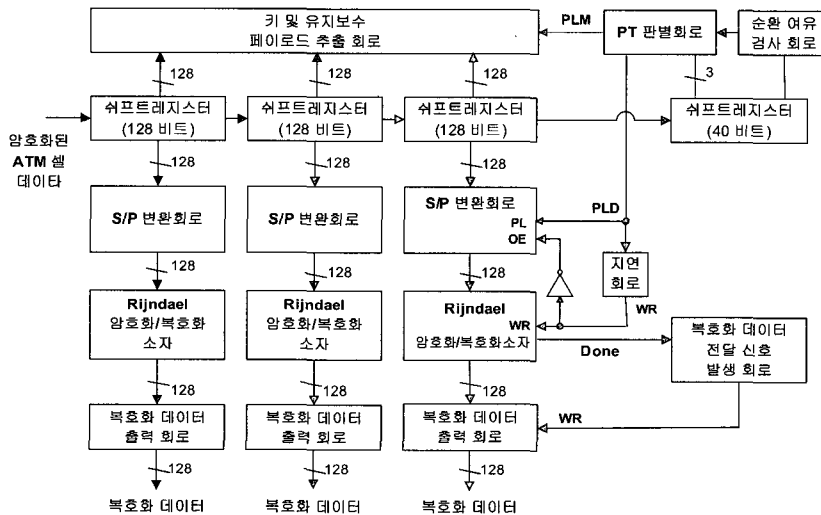 키 및 유지보수
페이로드 추출 회로
PLM
PT 판별회로
순환 여유
검사 회로
128
128
128
3
쉬프트레지스터
(128 비트)
쉬프트레지스터
(128 비트)
쉬프트레지스터
(128 비트)
쉬프트레지스터
(40 비트)
암호화된
ATM 셀
데이타
128
128
128
S/P 변환회로
S/P 변환회로
S/P 변환회로
PL
OE
PLD
지연
회로
WR
128
128
128
Rijndael
암호화/복호화
소자
Rijndael
암호화/복호화
소자
Rijndael
WR
암호화/복호화소자
Done
복호화 데이터
전달 신호
발생 회로
128
128
128
복호화 데이터
출력 회로
복호화 데이터
출력 회로
복호화 데이터
출력 회로
WR
128
128
128
복호화 데이터
복호화 데이터
복호화 데이터